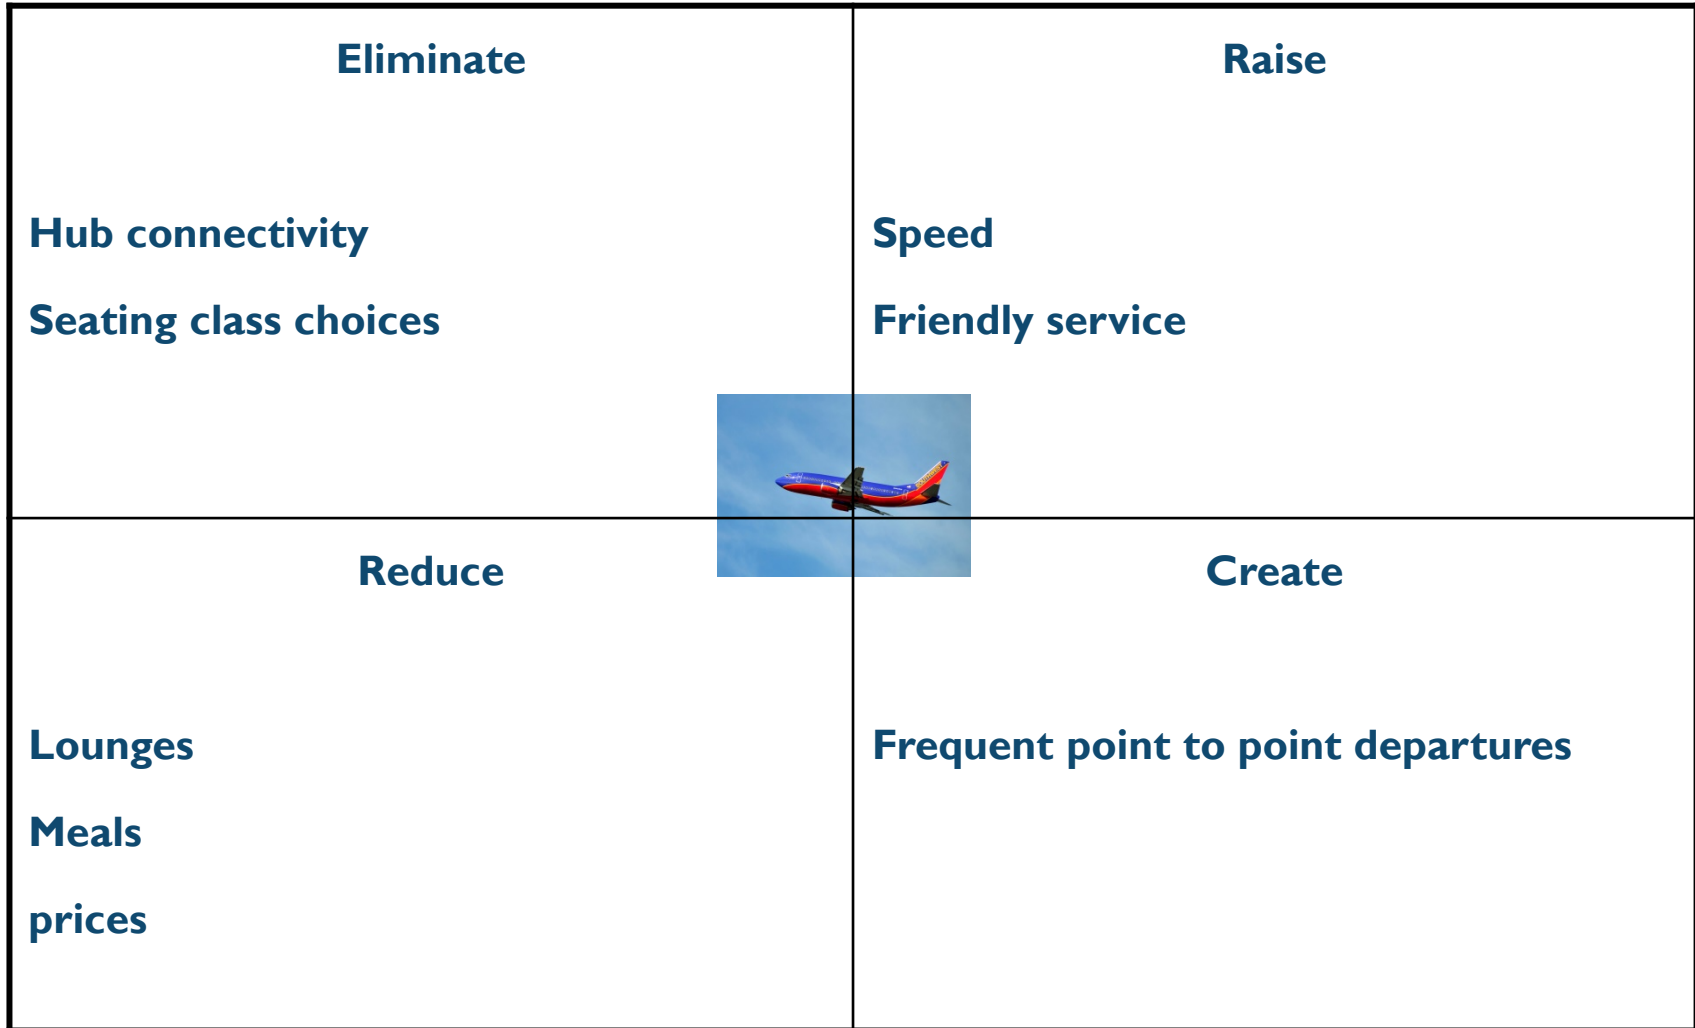 Eliminate
Hub connectivity
Seating class choices
Raise
Speed
Friendly service
Reduce
Lounges
Meals
prices
Create
Frequent point to point departures